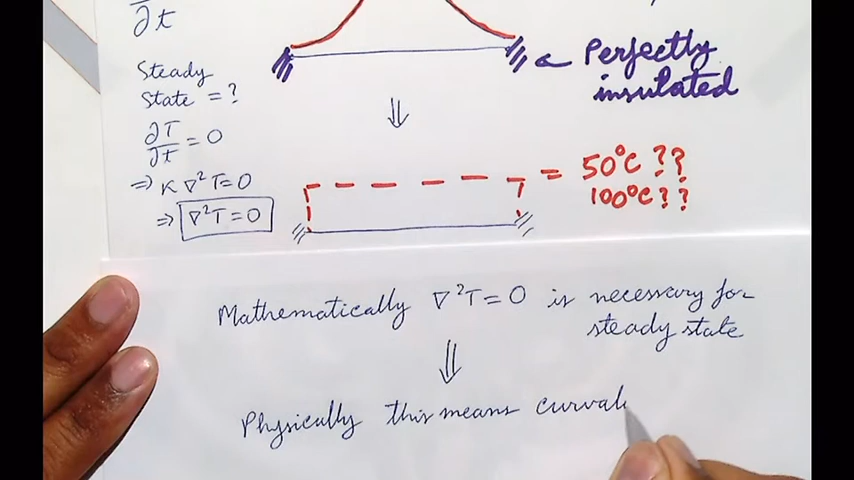 ∂t
Perfectly
insulated
Steady
State = ?
∂T/∂t = 0
⇒ K ∇²T = 0
⇒ ∇²T = 0
= 50°C ??
100°C ??
Mathematically ∇²T = 0 is necessary for
steady state
Physically this means curvat